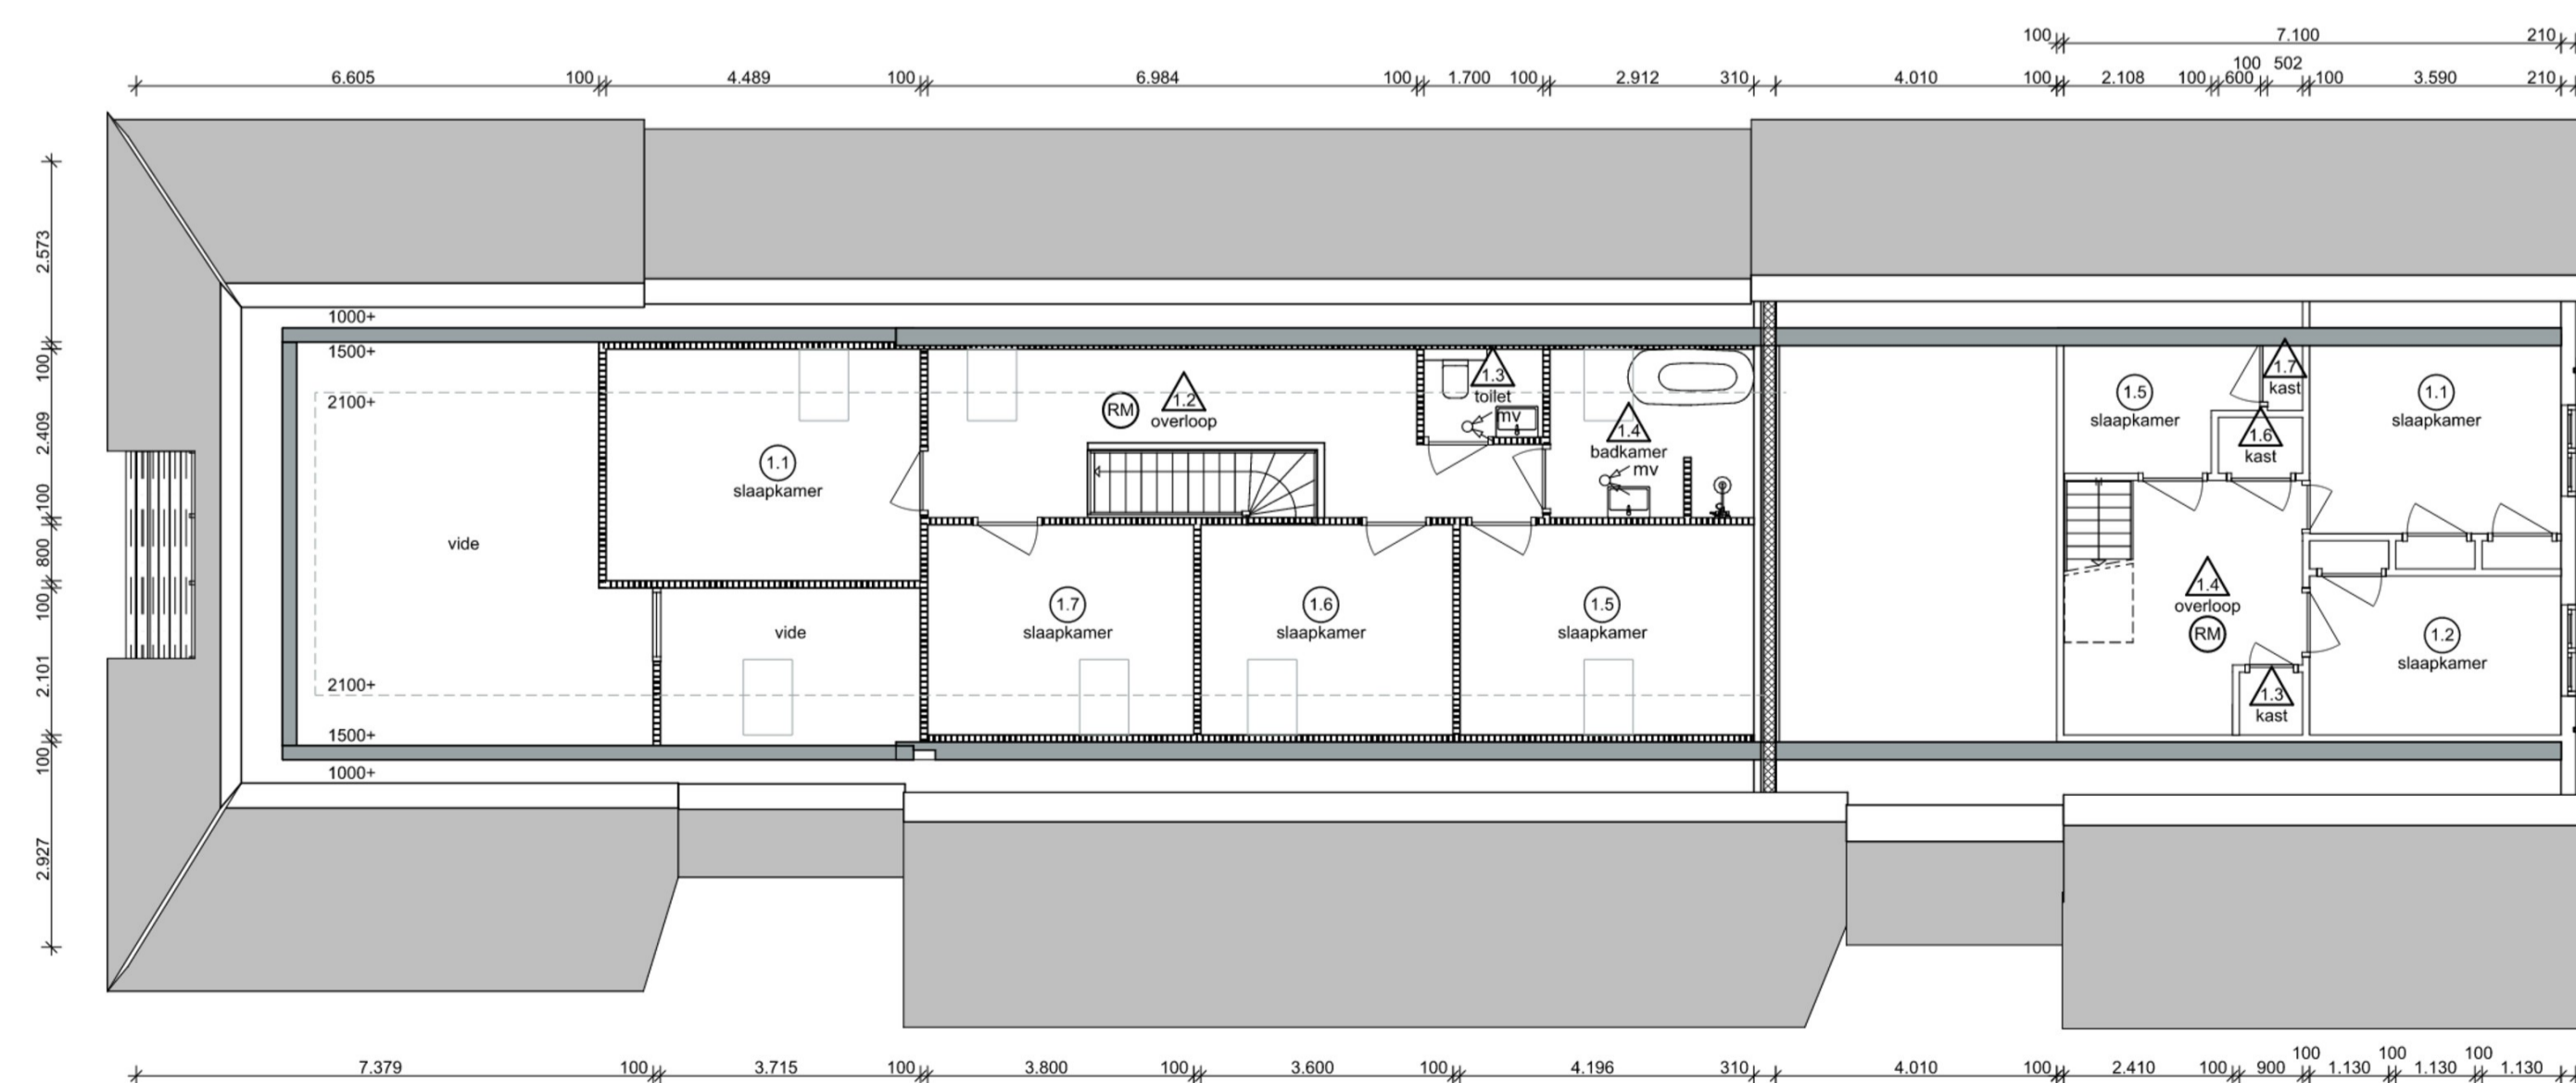 100 7.100 210
6.605 100 4.489 100 6.984 100 1.700 100 2.912 310 4.010 100 2.108 100 600 100 502 100 3.590 210
2.573
100
2.409
100
800
100
2.101
100
2.927
1000+
1500+
2100+
vide
2100+
1500+
1000+
1.1
slaapkamer
vide
RM
1.2
overloop
1.3
toilet
mv
1.4
badkamer
mv
1.7
slaapkamer
1.6
slaapkamer
1.5
slaapkamer
1.5
slaapkamer
1.7
kast
1.6
kast
1.1
slaapkamer
1.4
overloop
RM
1.3
kast
1.2
slaapkamer
7.379 100 3.715 100 3.800 100 3.600 100 4.196 310 4.010 100 2.410 100 900 100 1.130 100 1.130 100 1.130